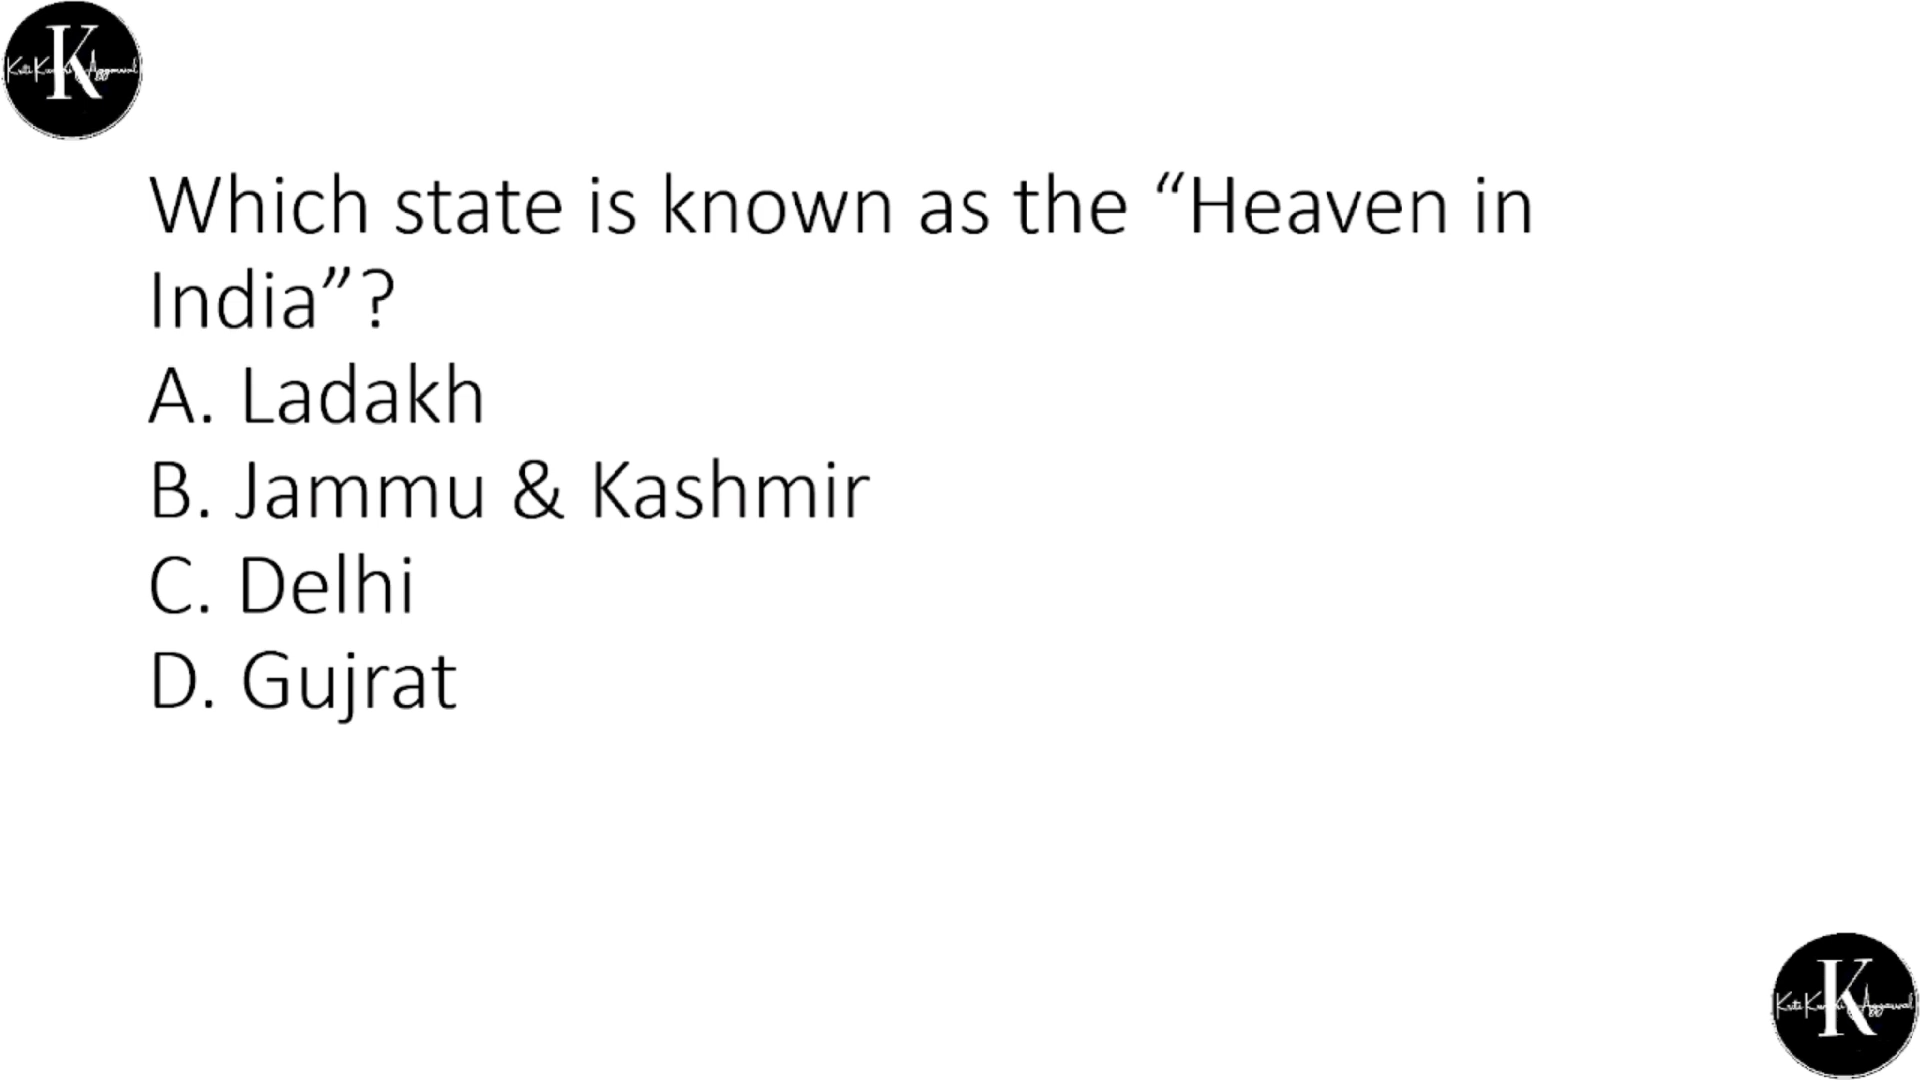 K
Which state is known as the “Heaven in
India”?
A. Ladakh
B. Jammu & Kashmir
C. Delhi
D. Gujrat
K